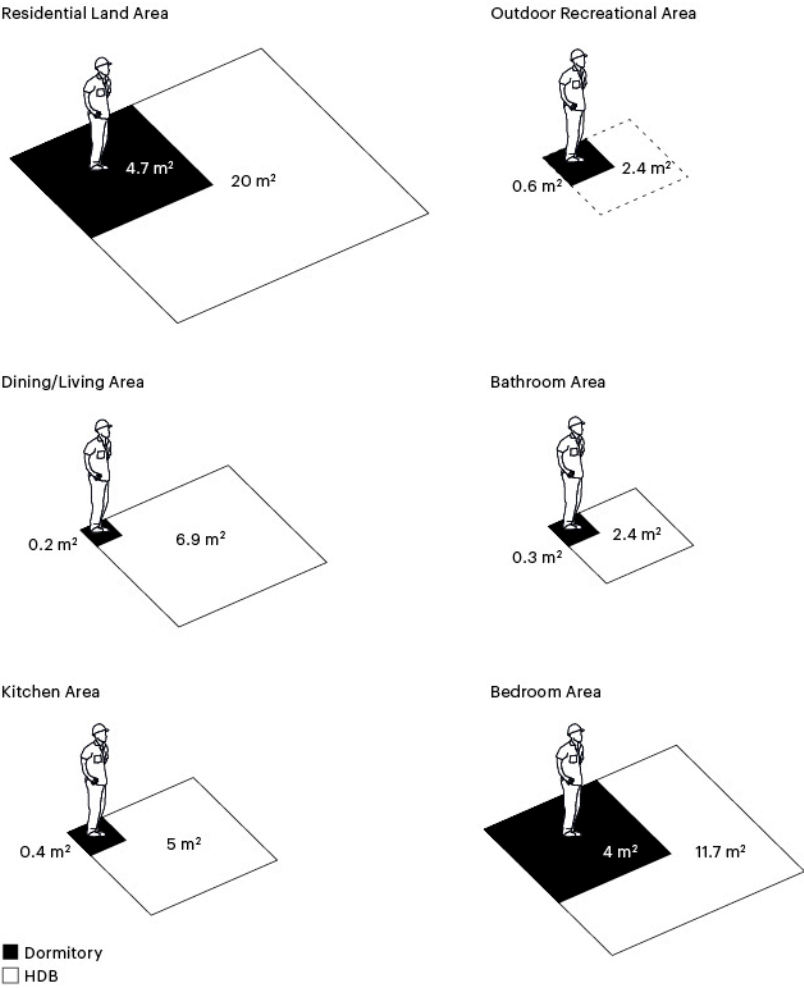 Residential Land Area
4.7 m²
20 m²
Outdoor Recreational Area
0.6 m²
2.4 m²
Dining/Living Area
0.2 m²
6.9 m²
Bathroom Area
0.3 m²
2.4 m²
Kitchen Area
0.4 m²
5 m²
Bedroom Area
4 m²
11.7 m²
Dormitory
HDB